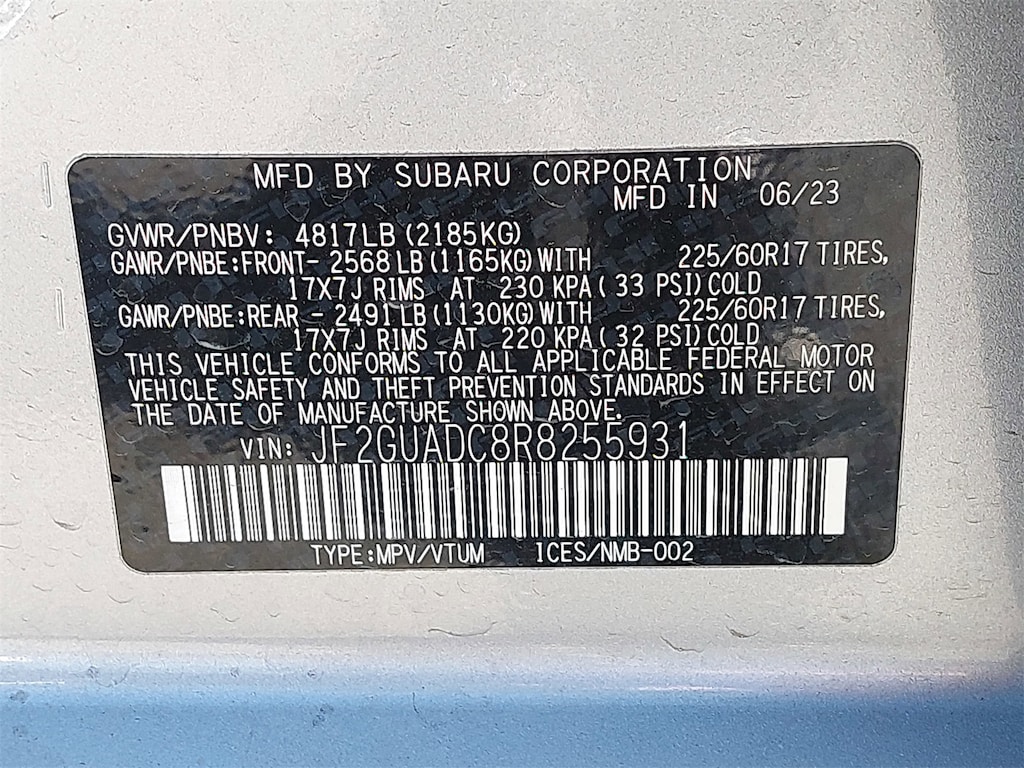 MFD BY SUBARU CORPORATION
MFD IN 06/23
GVWR/PNBV: 4817LB (2185KG)
GAWR/PNBE:FRONT- 2568 LB (1165KG) WITH 225/60R17 TIRES,
17X7J RIMS AT 230 KPA ( 33 PSI) COLD
GAWR/PNBE:REAR - 2491 LB (1130KG) WITH 225/60R17 TIRES,
17X7J RIMS AT 220 KPA ( 32 PSI) COLD
THIS VEHICLE CONFORMS TO ALL APPLICABLE FEDERAL MOTOR
VEHICLE SAFETY AND THEFT PREVENTION STANDARDS IN EFFECT ON
THE DATE OF MANUFACTURE SHOWN ABOVE.
VIN: JF2GUADC8R8255931
TYPE:MPV/VTUM ICES/NMB-002